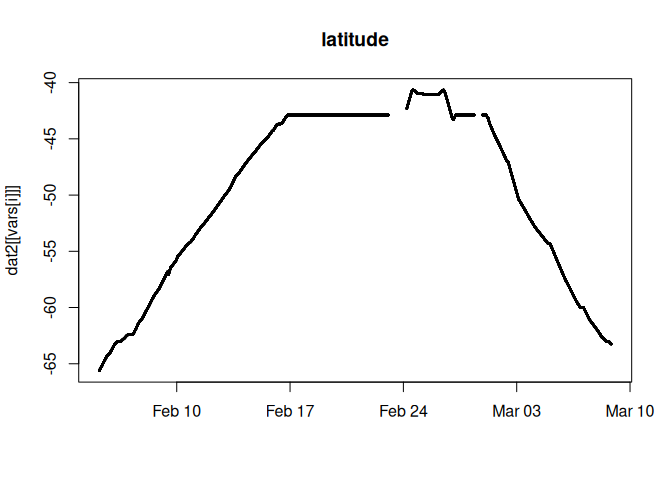 latitude
-40
-45
-50
-55
-60
-65
dat2[[vars[i]]]
Feb 10
Feb 17
Feb 24
Mar 03
Mar 10